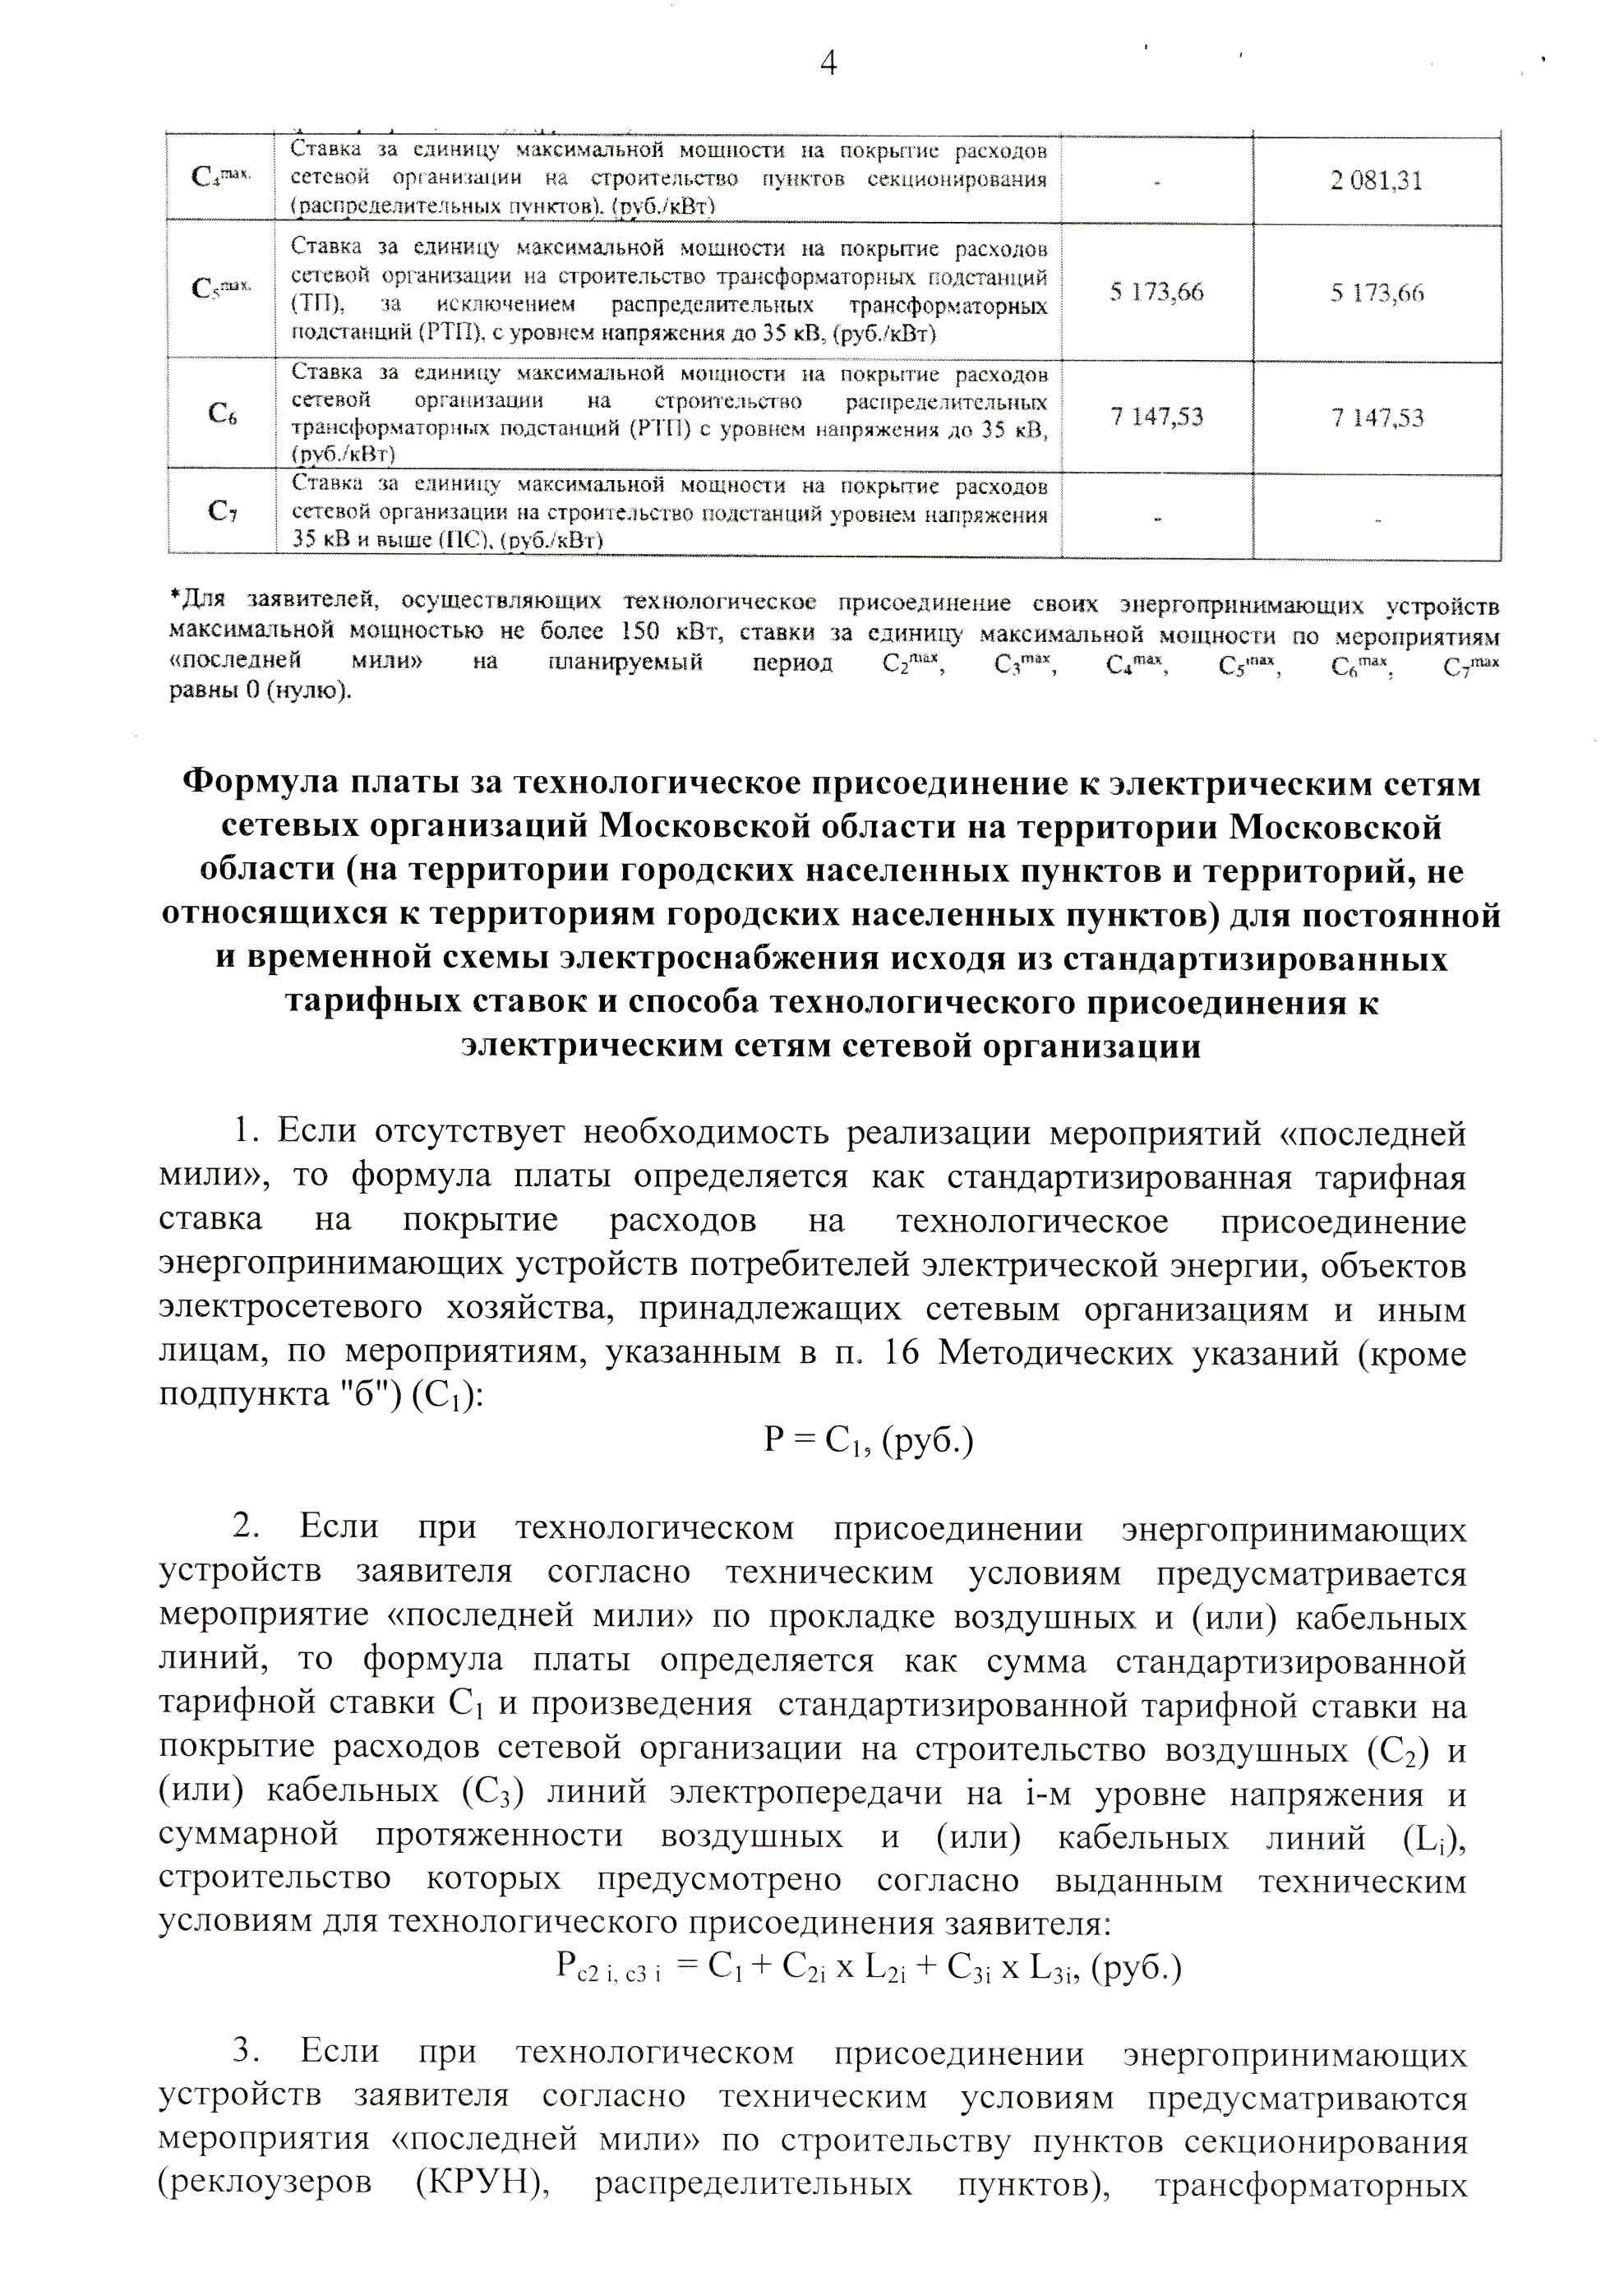 4
Ставка за единицу максимальной мощности на покрытие расходов
C₄ᵐᵃˣ· сетевой организации на строительство пунктов секционирования - 2 081,31
(распределительных пунктов), (руб./кВт)
Ставка за единицу максимальной мощности на покрытие расходов
сетевой организации на строительство трансформаторных подстанций
C₅ᵐᵃˣ· (ТП), за исключением распределительных трансформаторных 5 173,66 5 173,66
подстанций (РТП), с уровнем напряжения до 35 кВ, (руб./кВт)
Ставка за единицу максимальной мощности на покрытие расходов
сетевой организации на строительство распределительных
C₆ трансформаторных подстанций (РТП) с уровнем напряжения до 35 кВ, 7 147,53 7 147,53
(руб./кВт)
Ставка за единицу максимальной мощности на покрытие расходов
C₇ сетевой организации на строительство подстанций уровнем напряжения - -
35 кВ и выше (ПС), (руб./кВт)
*Для заявителей, осуществляющих технологическое присоединение своих энергопринимающих устройств
максимальной мощностью не более 150 кВт, ставки за единицу максимальной мощности по мероприятиям
«последней мили» на планируемый период C₂ᵐᵃˣ, C₃ᵐᵃˣ, C₄ᵐᵃˣ, C₅ᵐᵃˣ, C₆ᵐᵃˣ, C₇ᵐᵃˣ
равны 0 (нулю).
Формула платы за технологическое присоединение к электрическим сетям
сетевых организаций Московской области на территории Московской
области (на территории городских населенных пунктов и территорий, не
относящихся к территориям городских населенных пунктов) для постоянной
и временной схемы электроснабжения исходя из стандартизированных
тарифных ставок и способа технологического присоединения к
электрическим сетям сетевой организации
1. Если отсутствует необходимость реализации мероприятий «последней
мили», то формула платы определяется как стандартизированная тарифная
ставка на покрытие расходов на технологическое присоединение
энергопринимающих устройств потребителей электрической энергии, объектов
электросетевого хозяйства, принадлежащих сетевым организациям и иным
лицам, по мероприятиям, указанным в п. 16 Методических указаний (кроме
подпункта "б") (C₁):
P = C₁, (руб.)
2. Если при технологическом присоединении энергопринимающих
устройств заявителя согласно техническим условиям предусматривается
мероприятие «последней мили» по прокладке воздушных и (или) кабельных
линий, то формула платы определяется как сумма стандартизированной
тарифной ставки C₁ и произведения стандартизированной тарифной ставки на
покрытие расходов сетевой организации на строительство воздушных (C₂) и
(или) кабельных (C₃) линий электропередачи на i-м уровне напряжения и
суммарной протяженности воздушных и (или) кабельных линий (Lᵢ),
строительство которых предусмотрено согласно выданным техническим
условиям для технологического присоединения заявителя:
P c2 i, c3 i = C₁ + C₂ᵢ x L₂ᵢ + C₃ᵢ x L₃ᵢ, (руб.)
3. Если при технологическом присоединении энергопринимающих
устройств заявителя согласно техническим условиям предусматриваются
мероприятия «последней мили» по строительству пунктов секционирования
(реклоузеров (КРУН), распределительных пунктов), трансформаторных